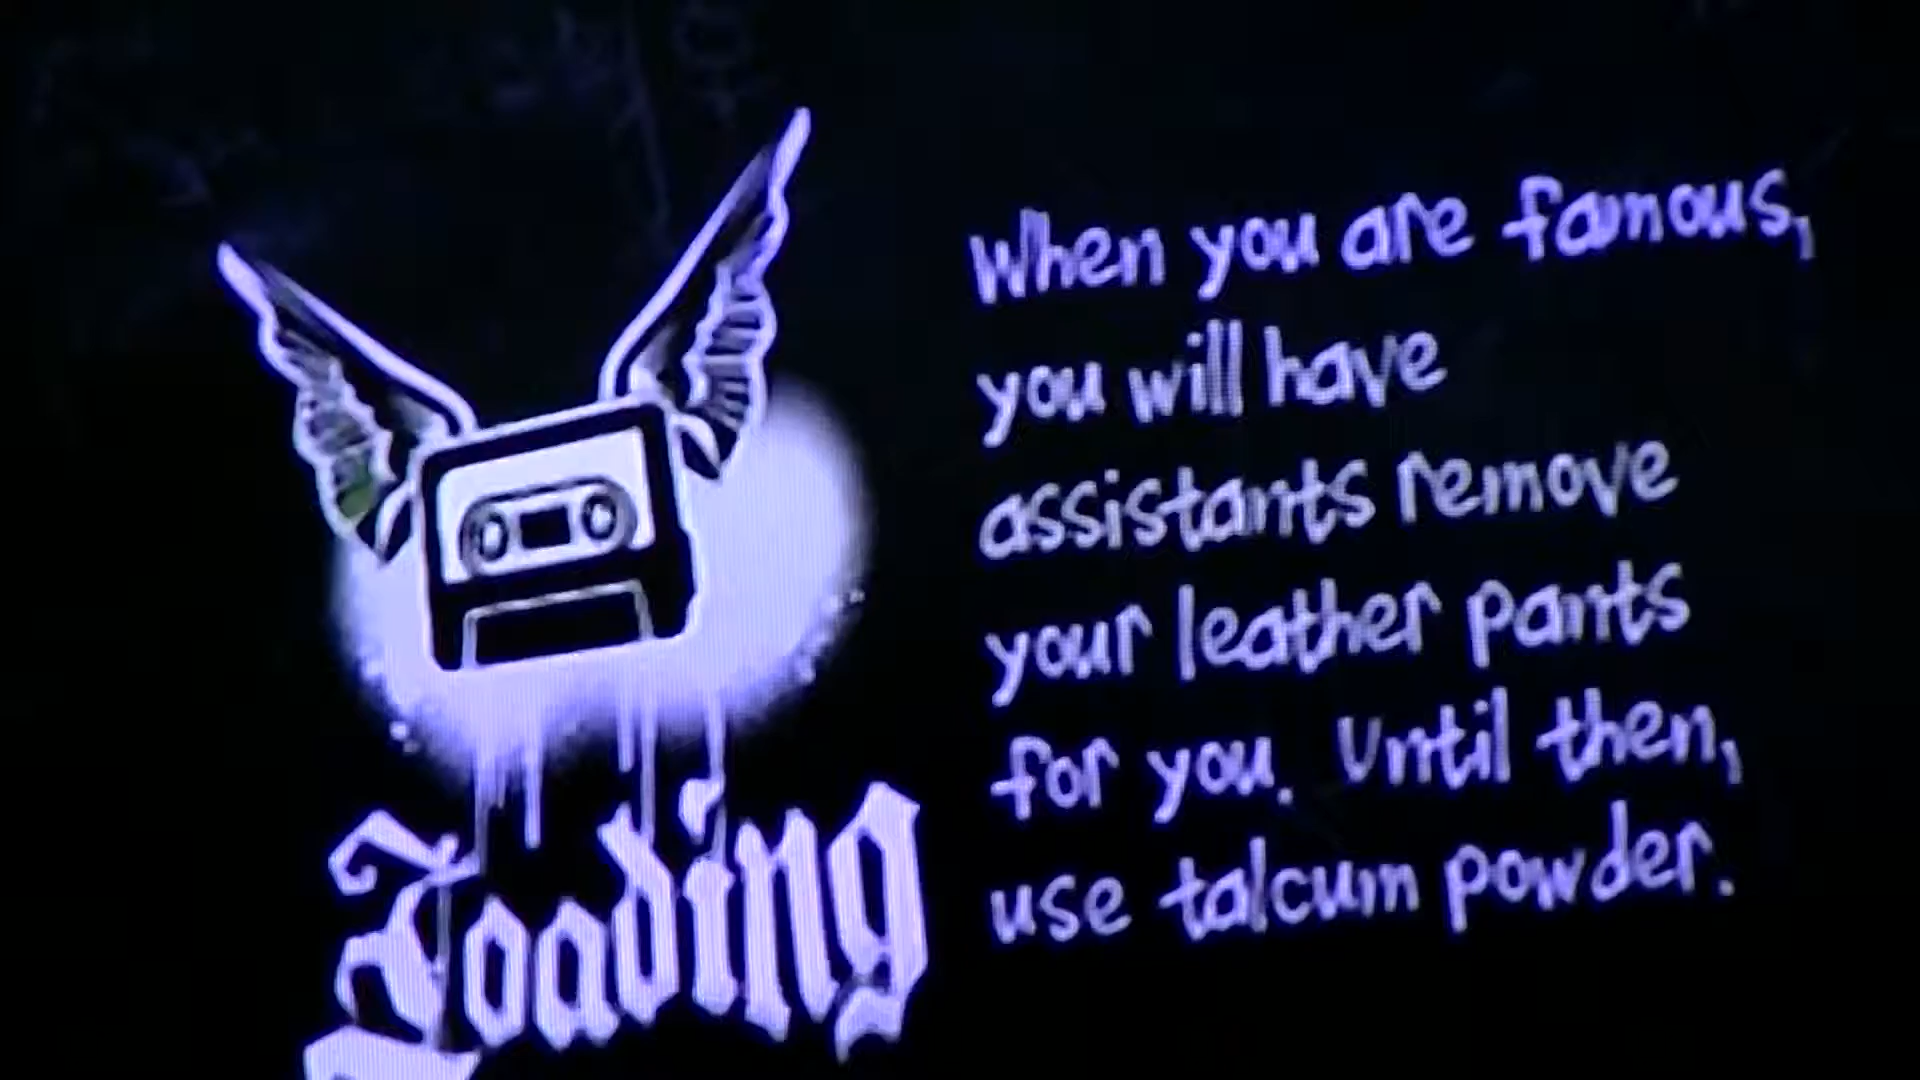 When you are famous,
you will have
assistants remove
your leather pants
for you. Until then,
use talcum powder.
Loading